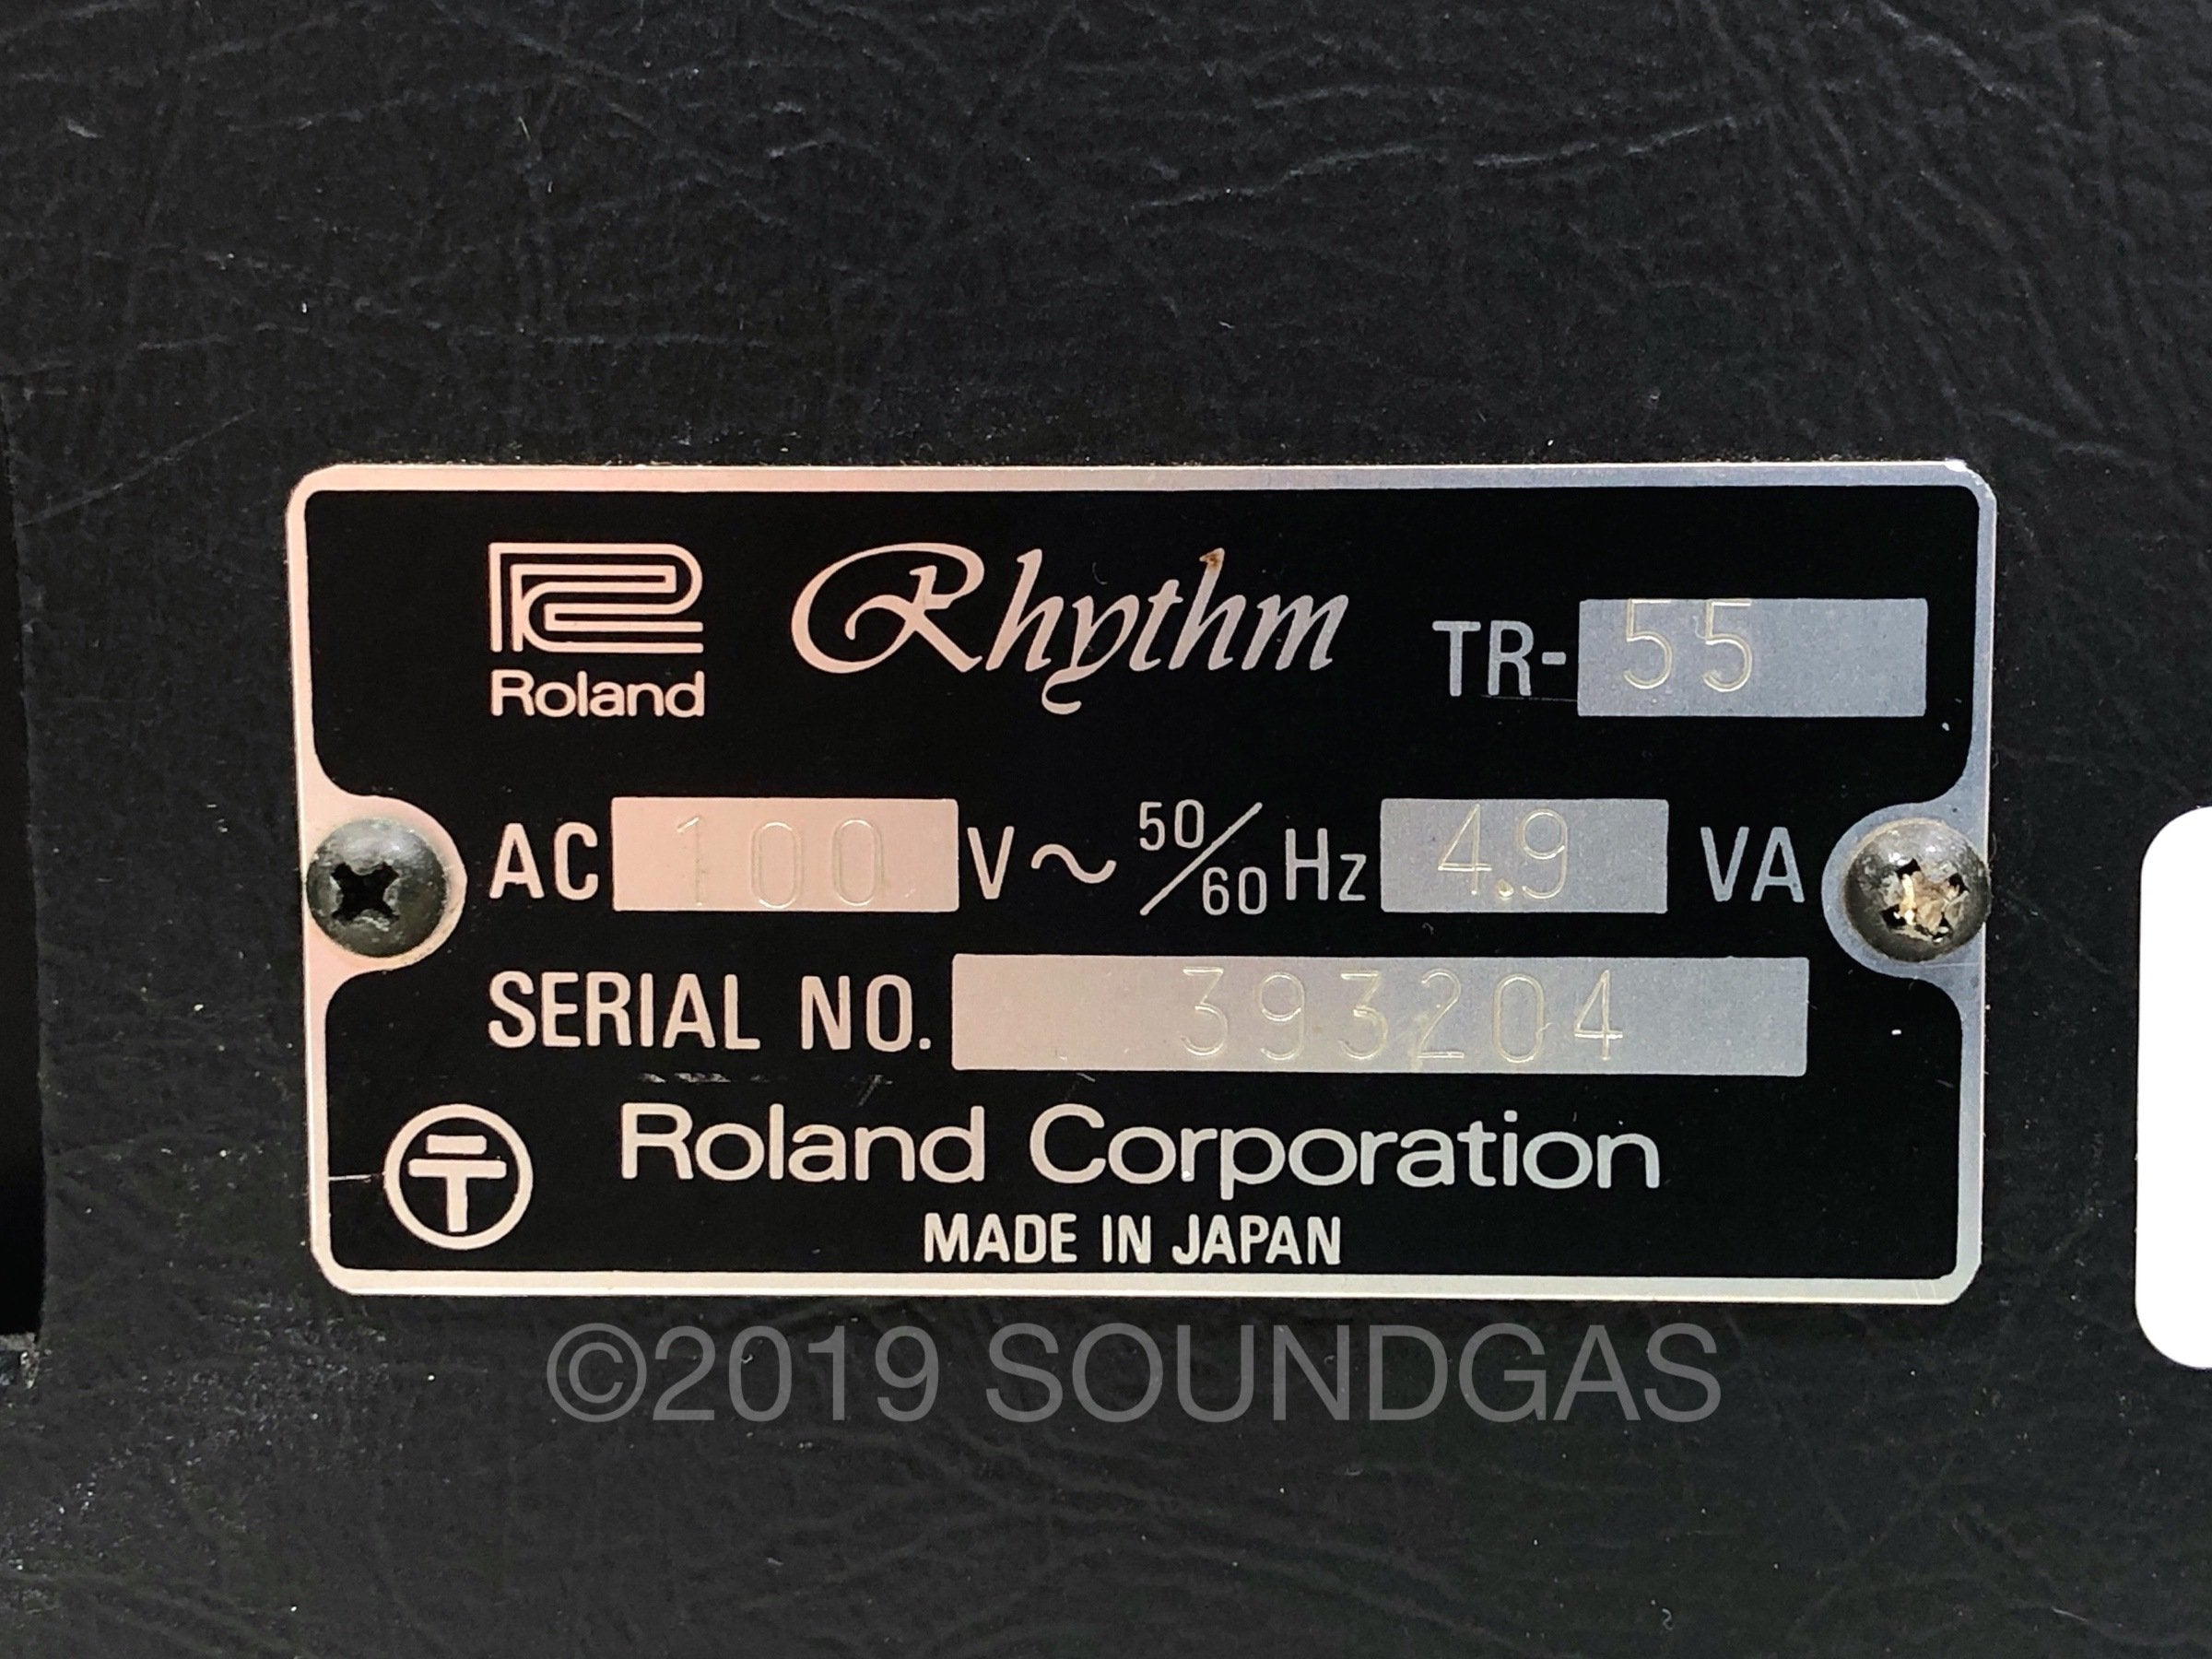 Roland Rhythm TR-55
AC 100 V~ 50/60 Hz 4.9 VA
SERIAL NO. 393204
Roland Corporation
MADE IN JAPAN
©2019 SOUNDGAS